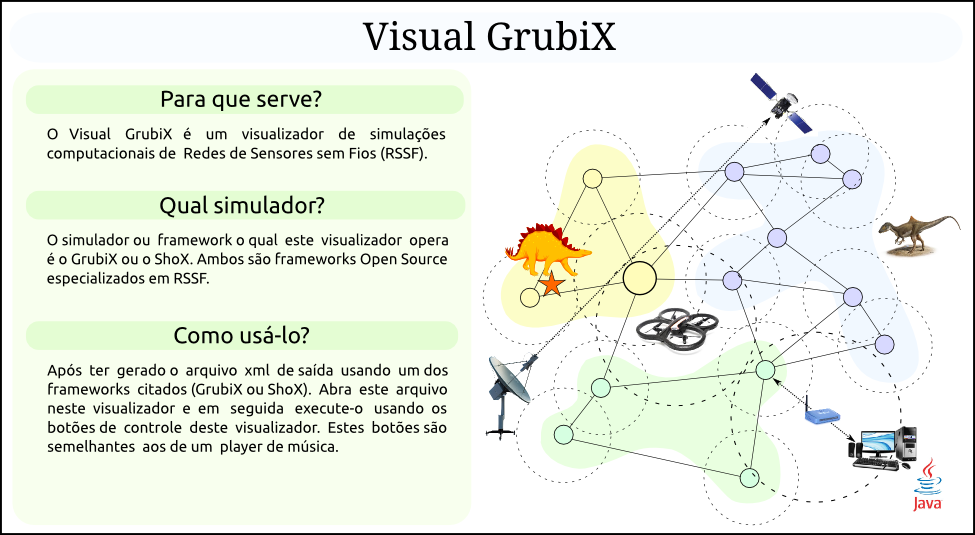 Visual GrubiX
Para que serve?
O Visual GrubiX é um visualizador de simulações
computacionais de Redes de Sensores sem Fios (RSSF).
Qual simulador?
O simulador ou framework o qual este visualizador opera
é o GrubiX ou o ShoX. Ambos são frameworks Open Source
especializados em RSSF.
Como usá-lo?
Após ter gerado o arquivo xml de saída usando um dos
frameworks citados (GrubiX ou ShoX). Abra este arquivo
neste visualizador e em seguida execute-o usando os
botões de controle deste visualizador. Estes botões são
semelhantes aos de um player de música.
Java